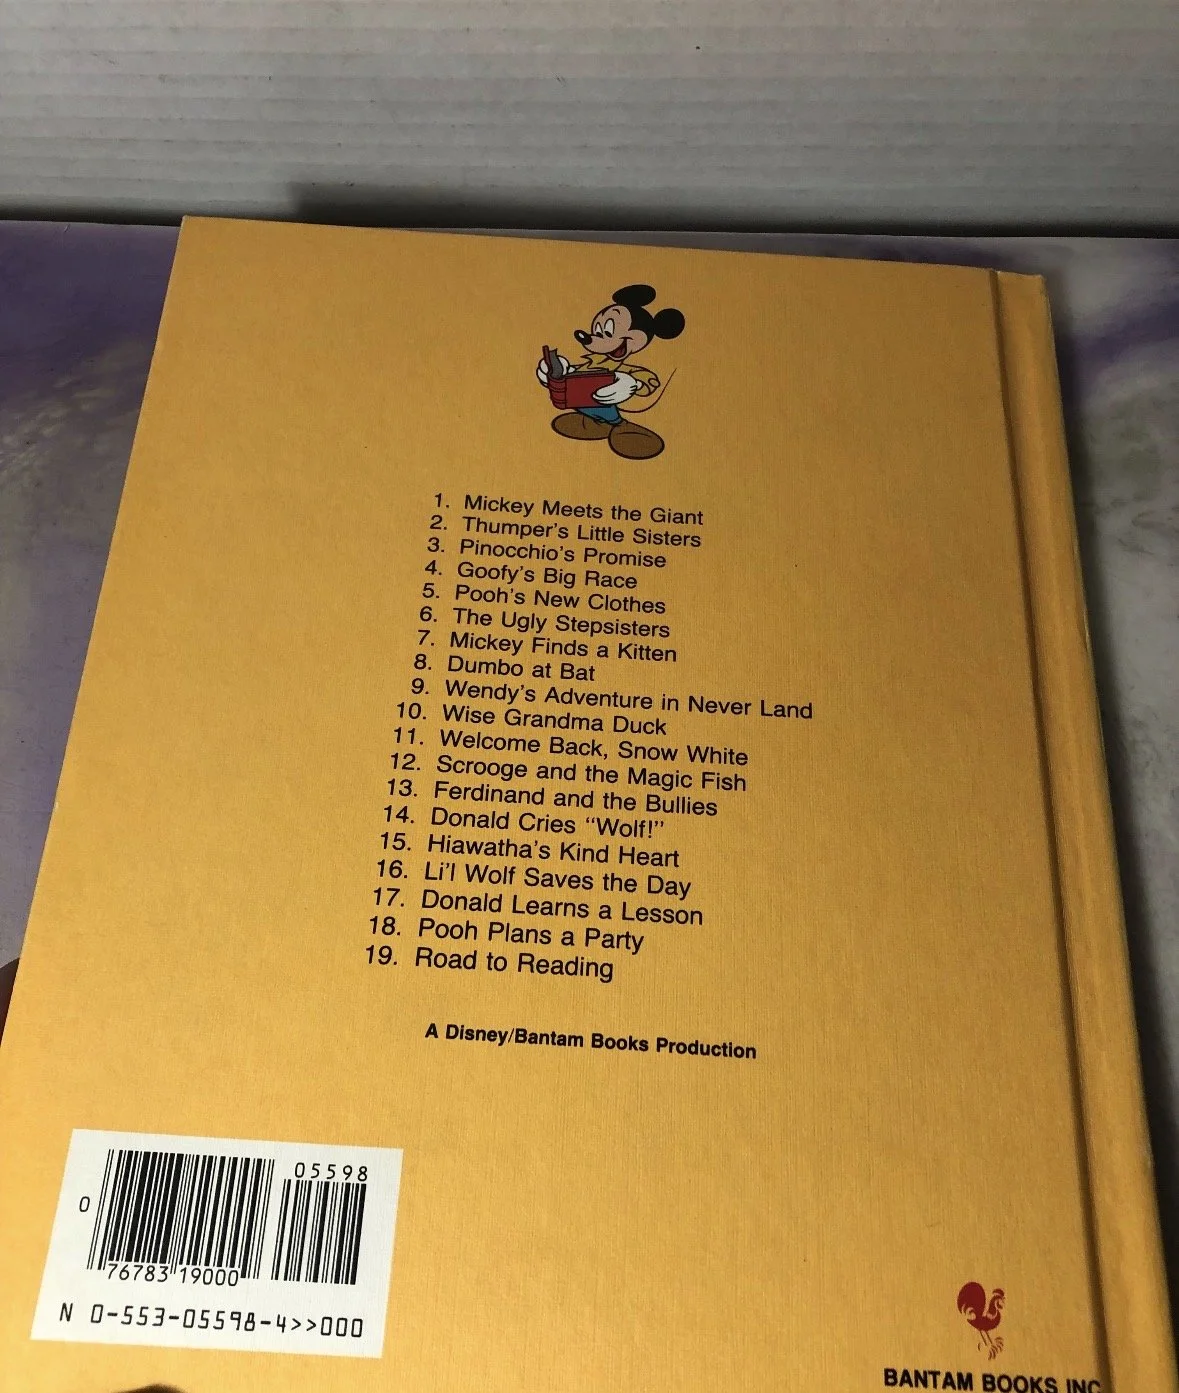 1. Mickey Meets the Giant
2. Thumper's Little Sisters
3. Pinocchio's Promise
4. Goofy's Big Race
5. Pooh's New Clothes
6. The Ugly Stepsisters
7. Mickey Finds a Kitten
8. Dumbo at Bat
9. Wendy's Adventure in Never Land
10. Wise Grandma Duck
11. Welcome Back, Snow White
12. Scrooge and the Magic Fish
13. Ferdinand and the Bullies
14. Donald Cries “Wolf!”
15. Hiawatha's Kind Heart
16. Li'l Wolf Saves the Day
17. Donald Learns a Lesson
18. Pooh Plans a Party
19. Road to Reading
A Disney/Bantam Books Production
05598
0
76783 19000
N 0-553-05598-4>>000
BANTAM BOOKS INC